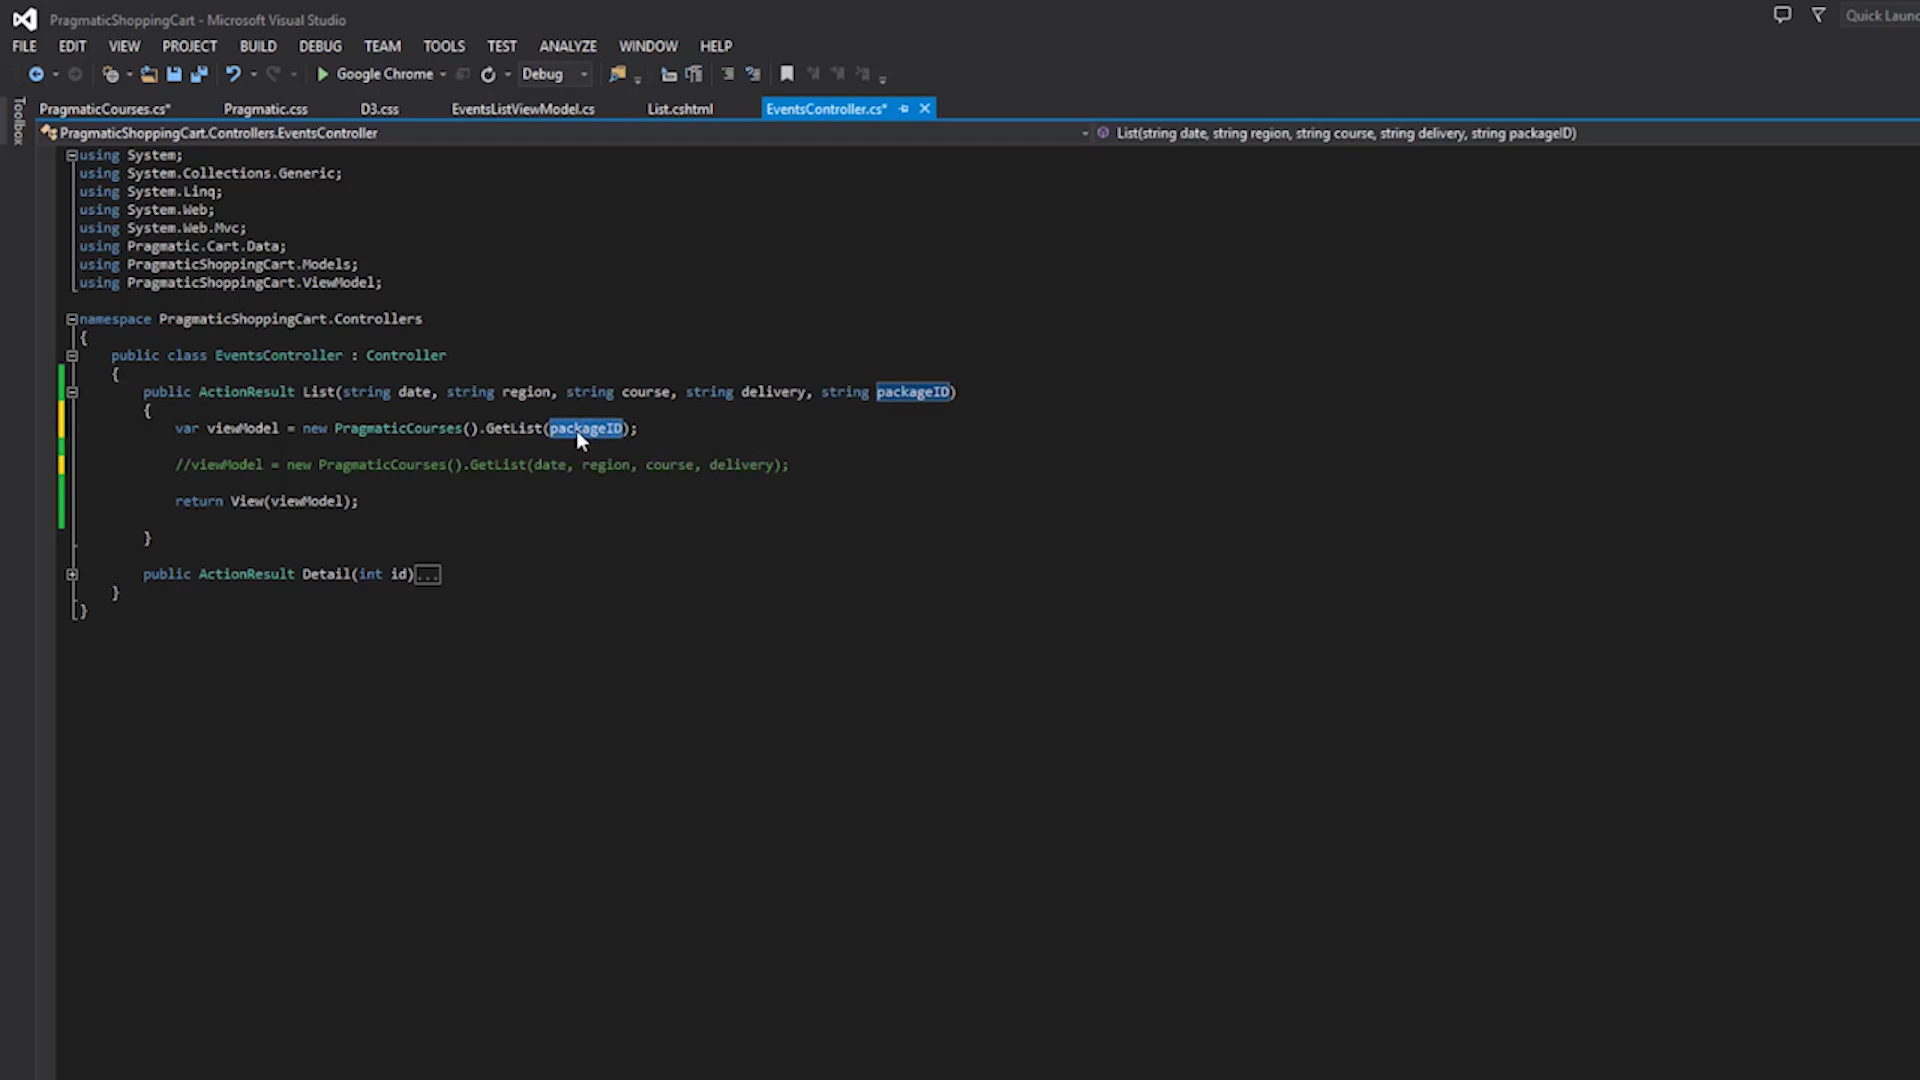 PragmaticShoppingCart - Microsoft Visual Studio
Quick Launc
FILE EDIT VIEW PROJECT BUILD DEBUG TEAM TOOLS TEST ANALYZE WINDOW HELP
Google Chrome Debug
Toolbox
PragmaticCourses.cs* Pragmatic.css D3.css EventsListViewModel.cs List.cshtml EventsController.cs*
PragmaticShoppingCart.Controllers.EventsController List(string date, string region, string course, string delivery, string packageID)
using System;
using System.Collections.Generic;
using System.Linq;
using System.Web;
using System.Web.Mvc;
using Pragmatic.Cart.Data;
using PragmaticShoppingCart.Models;
using PragmaticShoppingCart.ViewModel;
namespace PragmaticShoppingCart.Controllers
{
public class EventsController : Controller
{
public ActionResult List(string date, string region, string course, string delivery, string packageID)
{
var viewModel = new PragmaticCourses().GetList(packageID);
//viewModel = new PragmaticCourses().GetList(date, region, course, delivery);
return View(viewModel);
}
public ActionResult Detail(int id)...
}
}